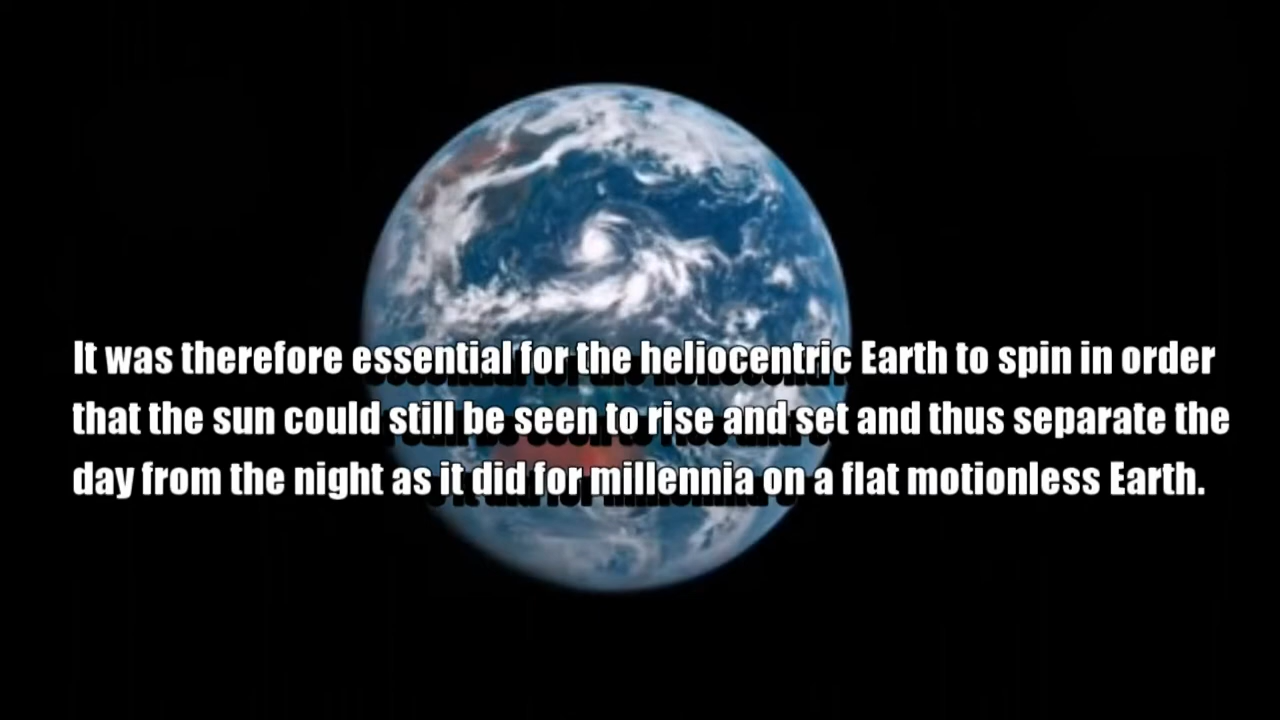 It was therefore essential for the heliocentric Earth to spin in order
that the sun could still be seen to rise and set and thus separate the
day from the night as it did for millennia on a flat motionless Earth.